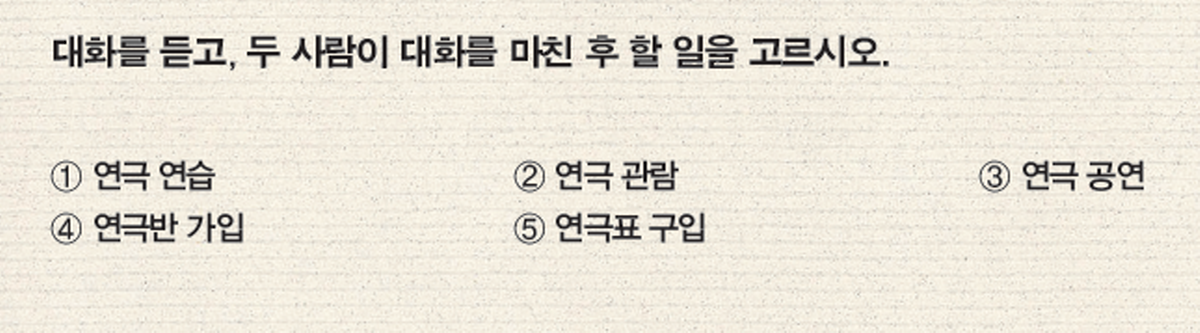 대화를 듣고, 두 사람이 대화를 마친 후 할 일을 고르시오.
① 연극 연습 ② 연극 관람 ③ 연극 공연
④ 연극반 가입 ⑤ 연극표 구입